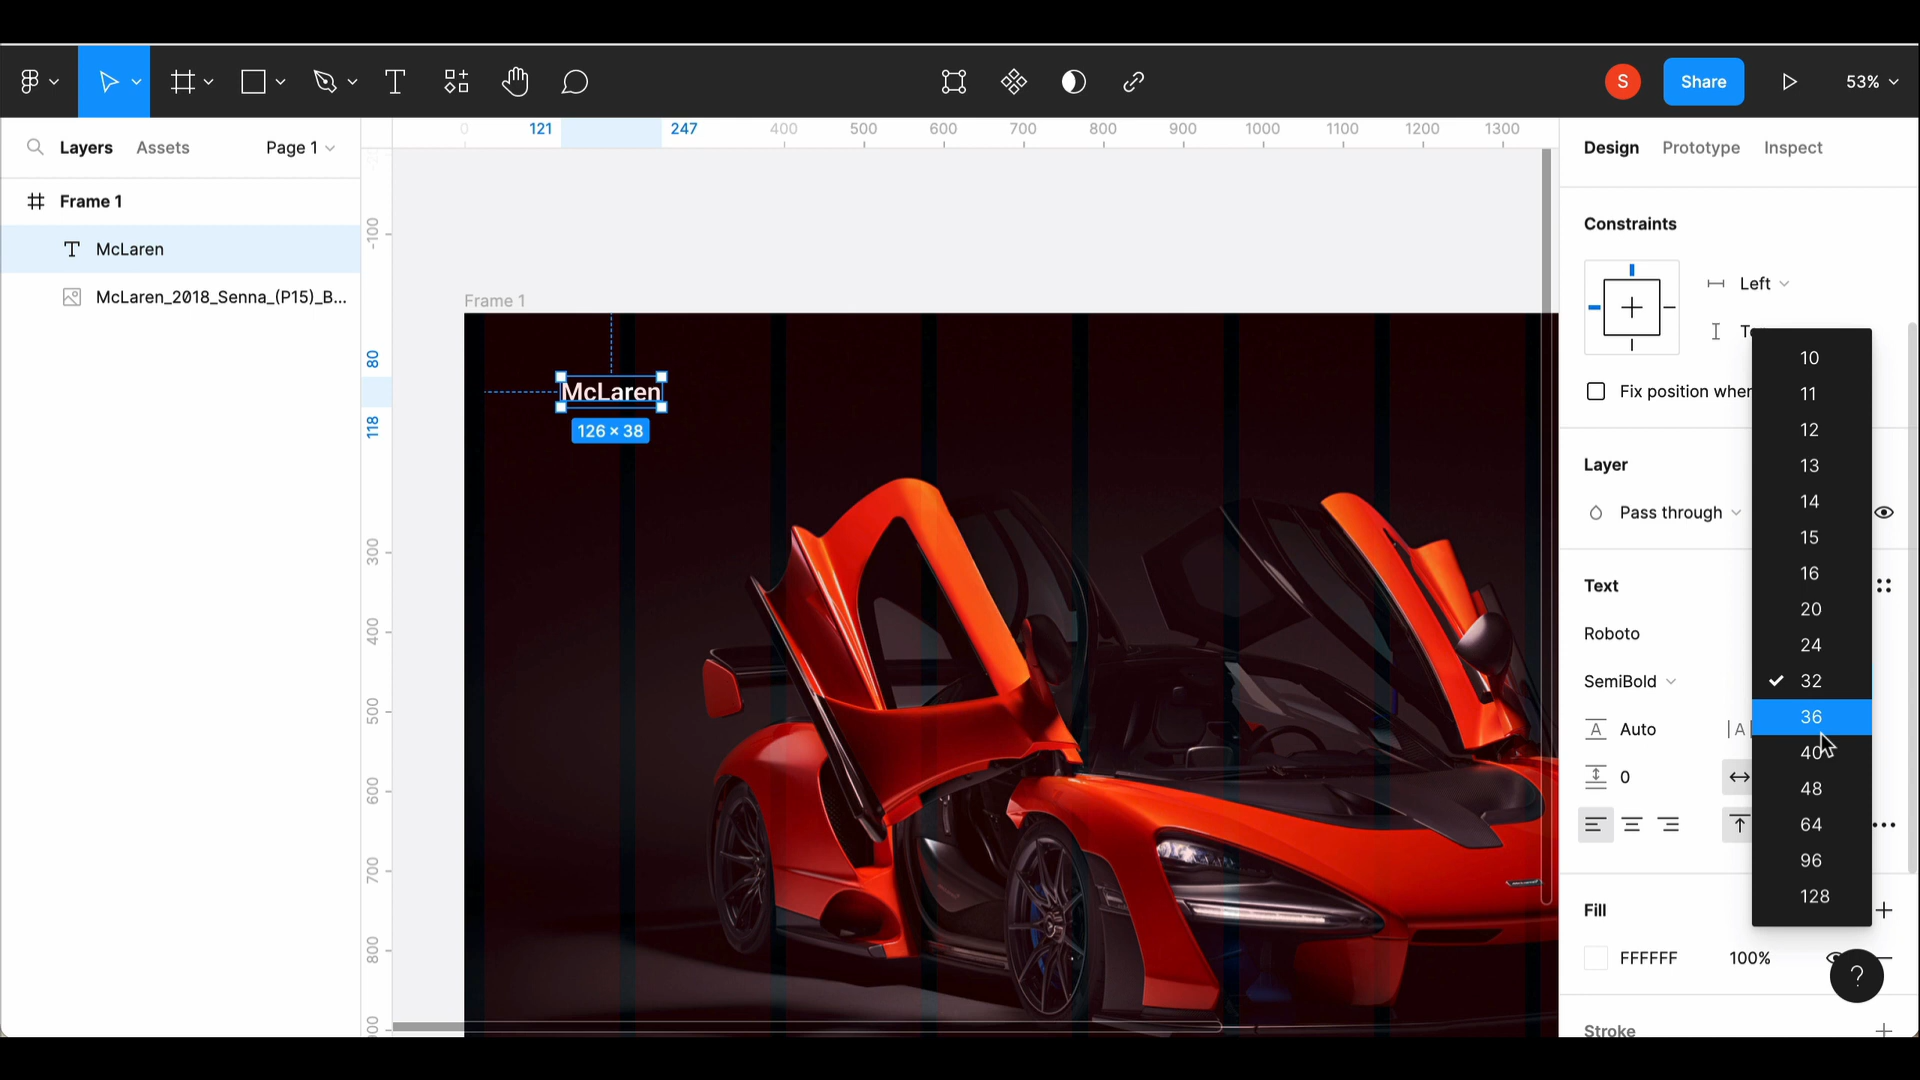 S
Share
53%
Layers
Assets
Page 1
0
121
247
400
500
600
700
800
900
1000
1100
1200
1300
Design
Prototype
Inspect
Frame 1
McLaren
McLaren_2018_Senna_(P15)_B...
-100
80
118
300
400
500
600
700
800
Frame 1
McLaren
126 × 38
Constraints
Left
Fix position when
Layer
Pass through
Text
Roboto
SemiBold
Auto
|A|
0
10
11
12
13
14
15
16
20
24
32
36
40
48
64
96
128
Fill
FFFFFF
100%
?
Stroke